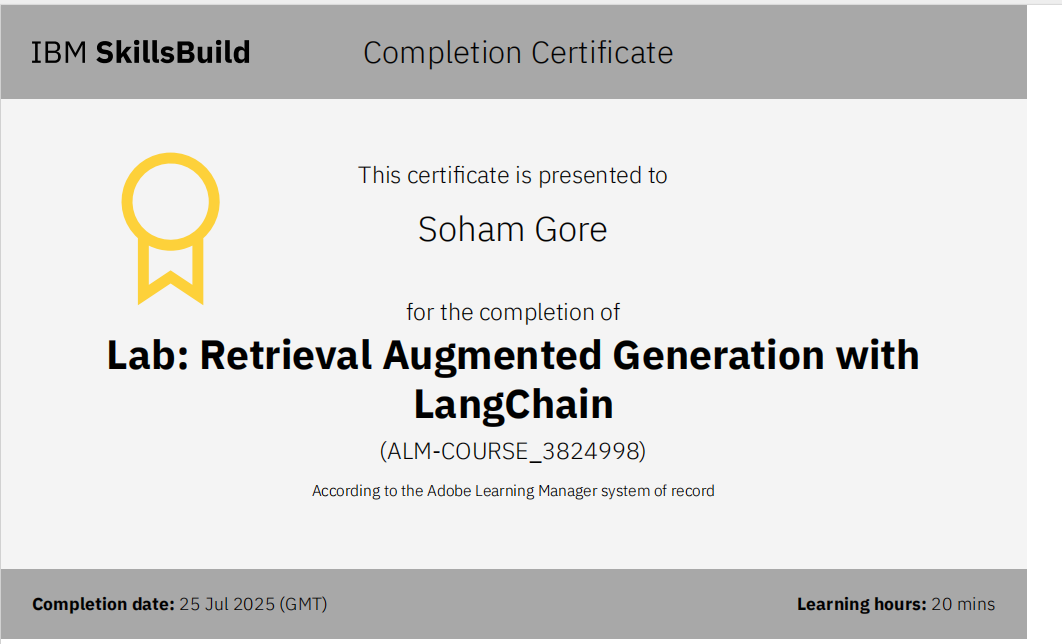 IBM SkillsBuild
Completion Certificate
This certificate is presented to
Soham Gore
for the completion of
Lab: Retrieval Augmented Generation with
LangChain
(ALM-COURSE_3824998)
According to the Adobe Learning Manager system of record
Completion date: 25 Jul 2025 (GMT)
Learning hours: 20 mins